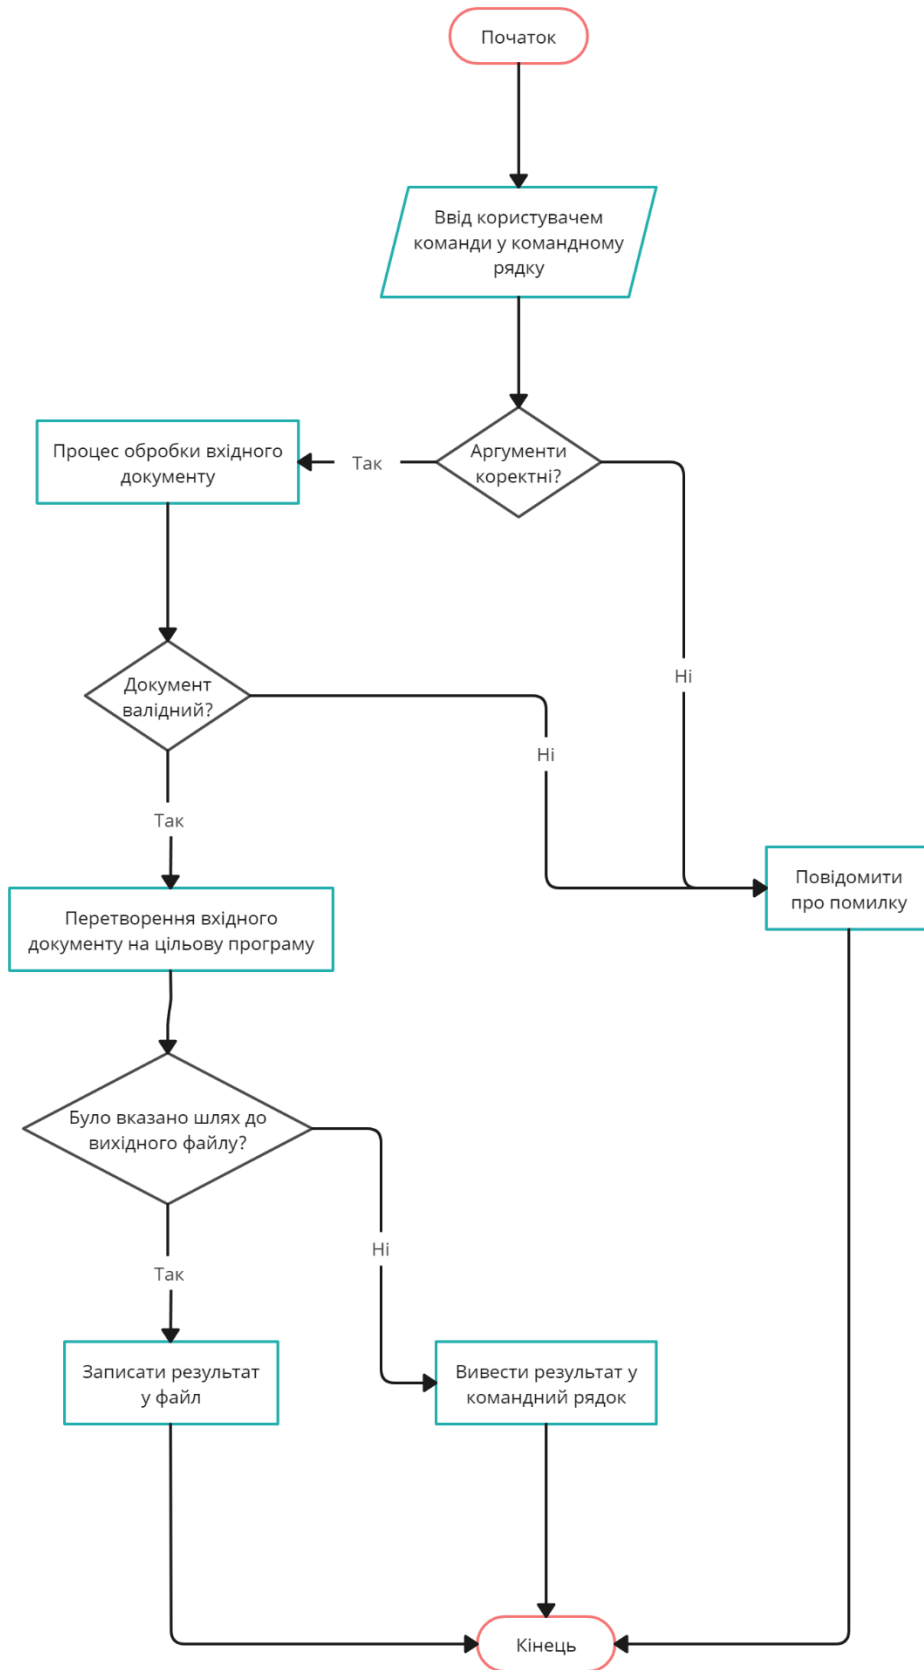 Початок
Ввід користувачем
команди у командному
рядку
Аргументи
коректні?
Так
Процес обробки вхідного
документу
Ні
Документ
валідний?
Ні
Так
Повідомити
про помилку
Перетворення вхідного
документу на цільову програму
Було вказано шлях до
вихідного файлу?
Ні
Так
Записати результат
у файл
Вивести результат у
командний рядок
Кінець